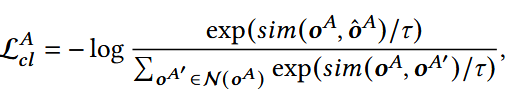 $\mathcal{L}_{cl}^{A} = -\log \frac{\exp(sim(\boldsymbol{o}^{A}, \hat{\boldsymbol{o}}^{A})/\tau)}{\sum_{\boldsymbol{o}^{A'} \in \mathcal{N}(\boldsymbol{o}^{A})} \exp(sim(\boldsymbol{o}^{A}, \boldsymbol{o}^{A'})/\tau)},$